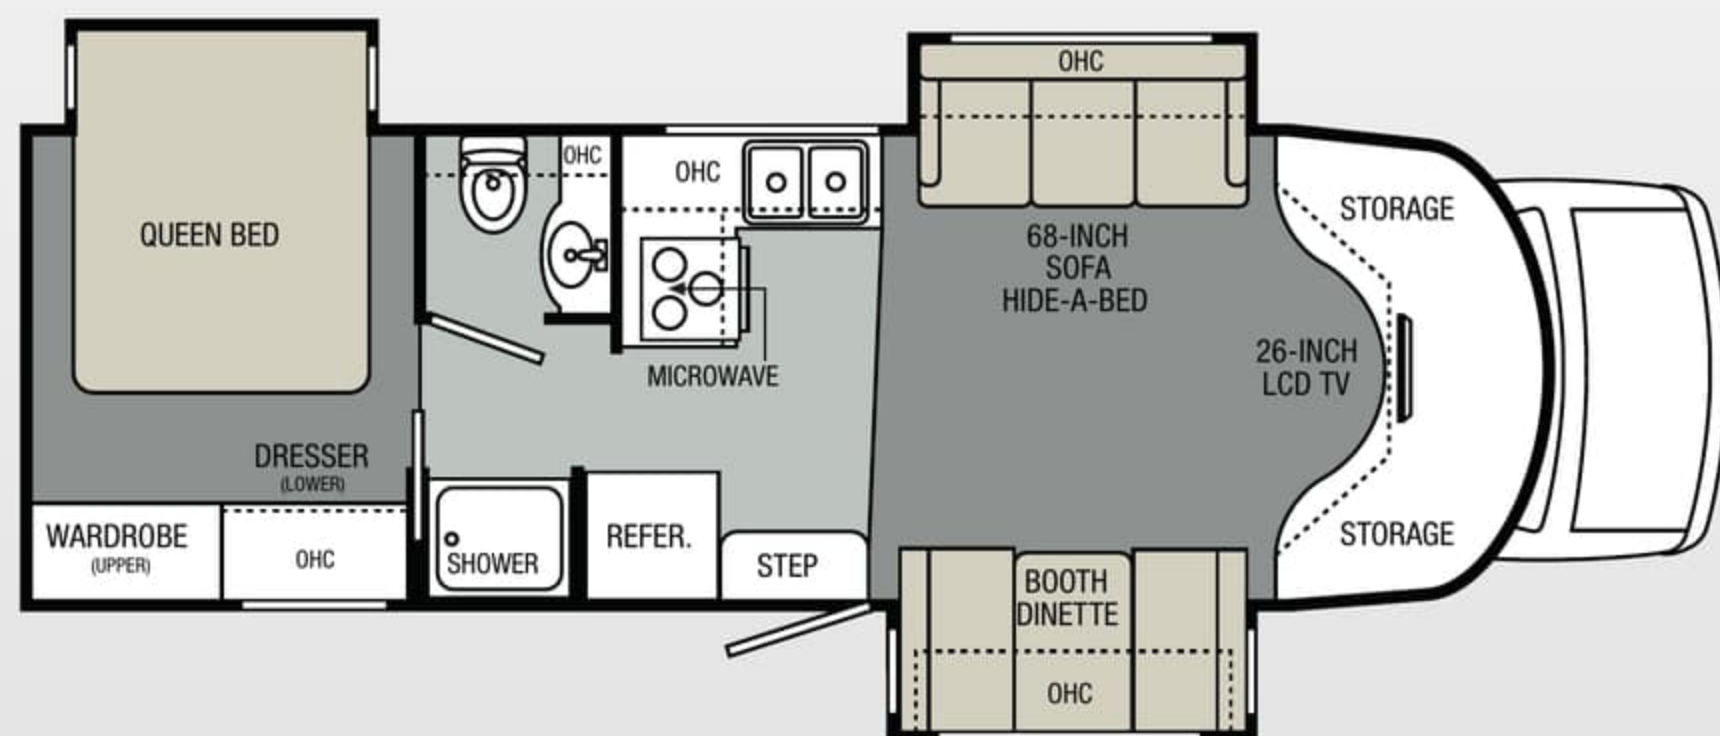 QUEEN BED
DRESSER
(LOWER)
WARDROBE
(UPPER)
OHC
OHC
SHOWER
OHC
MICROWAVE
REFER.
STEP
OHC
68-INCH
SOFA
HIDE-A-BED
BOOTH
DINETTE
OHC
26-INCH
LCD TV
STORAGE
STORAGE